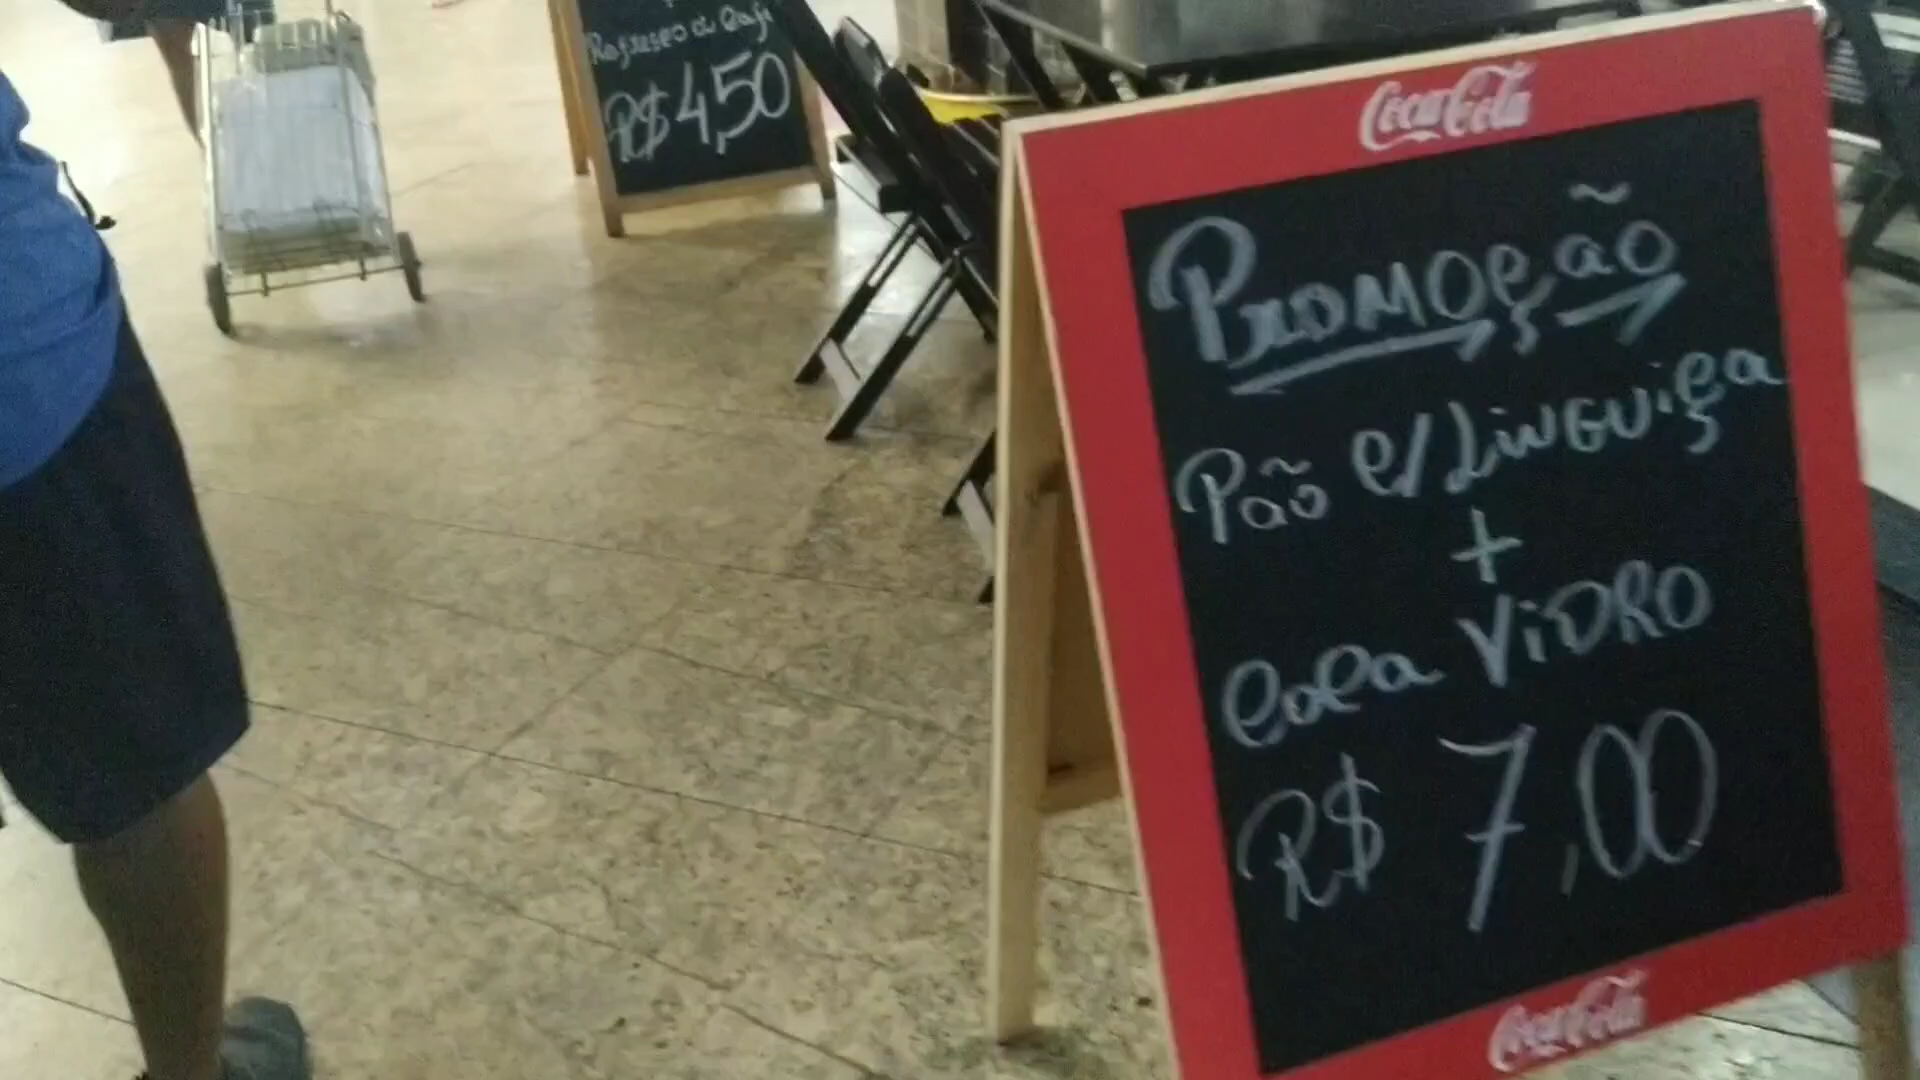 R$ 4,50
Coca-Cola
Promoção
Pão c/ Linguiça
+
Coca Vidro
R$ 7,00
Coca-Cola